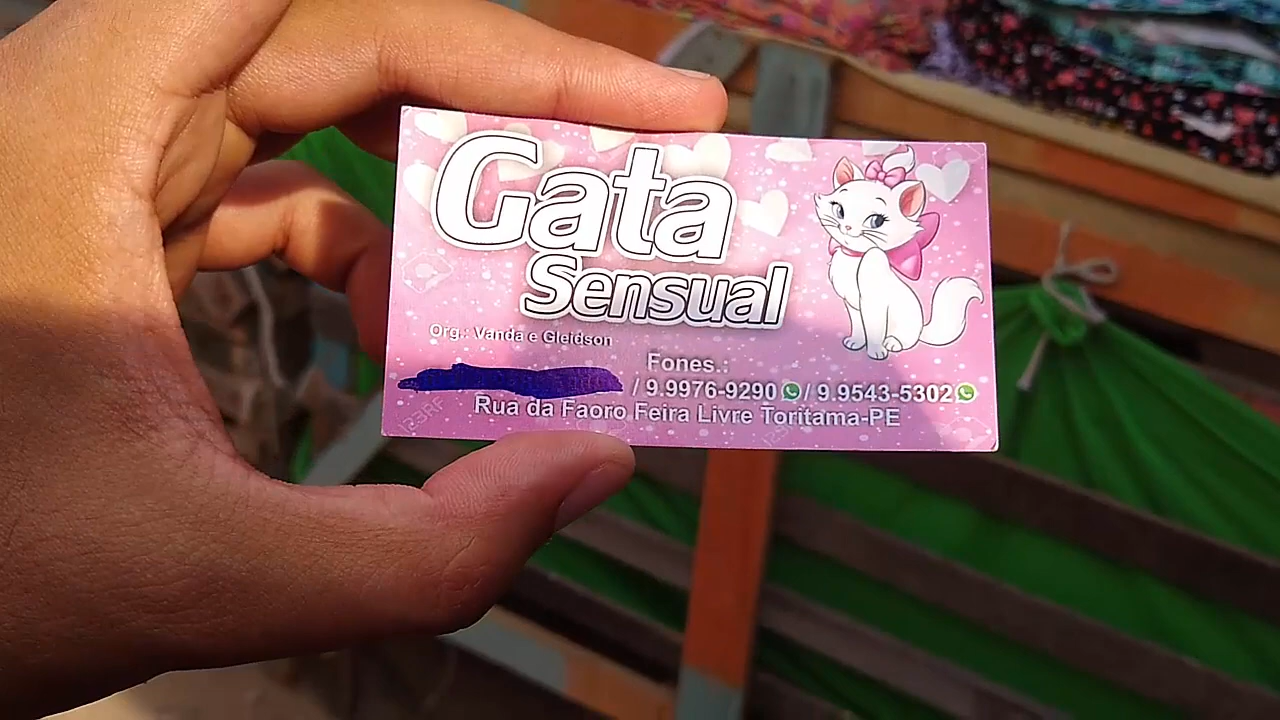 Gata
Sensual
Org.: Vanda e Gleidson
Fones.:
/ 9.9976-9290 / 9.9543-5302
Rua da Faoro Feira Livre Toritama-PE
123RF